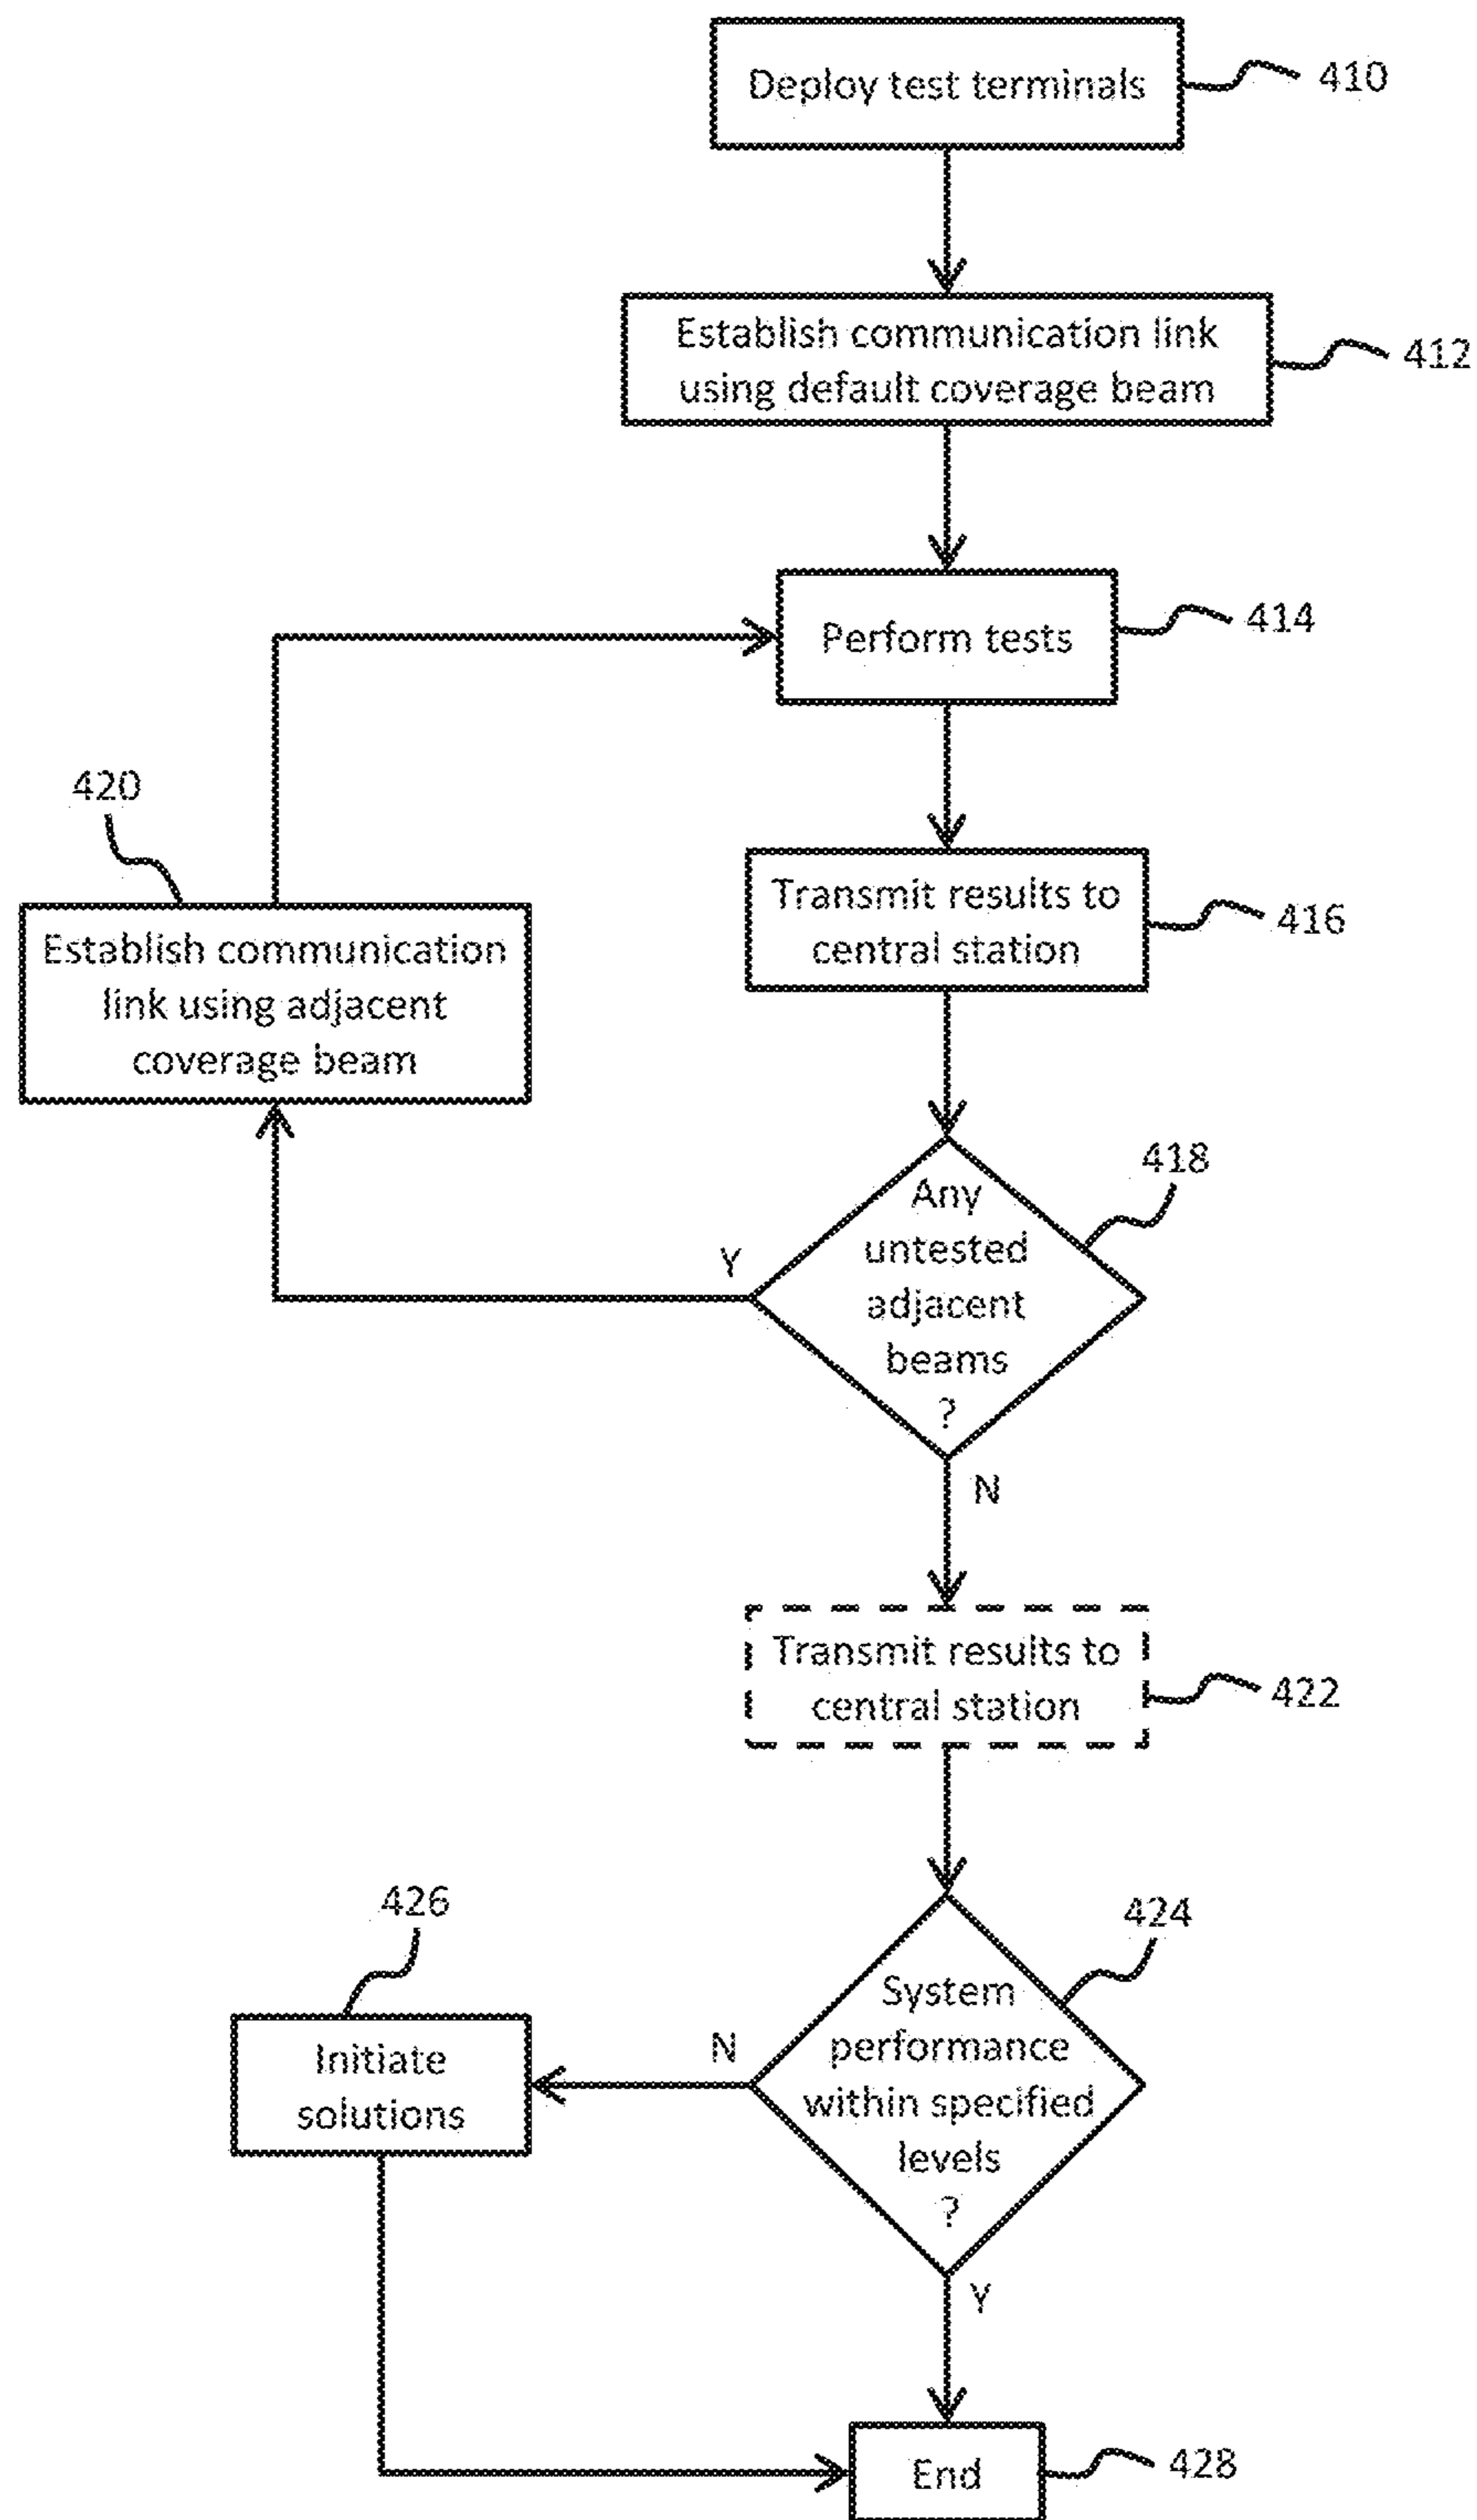 Deploy test terminals
410
Establish communication link
using default coverage beam
412
Perform tests
414
420
Transmit results to
central station
416
Establish communication
link using adjacent
coverage beam
418
Any
untested
adjacent
beams
?
Y
N
Transmit results to
central station
422
426
424
System
performance
within specified
levels
?
N
Initiate
solutions
Y
End
428